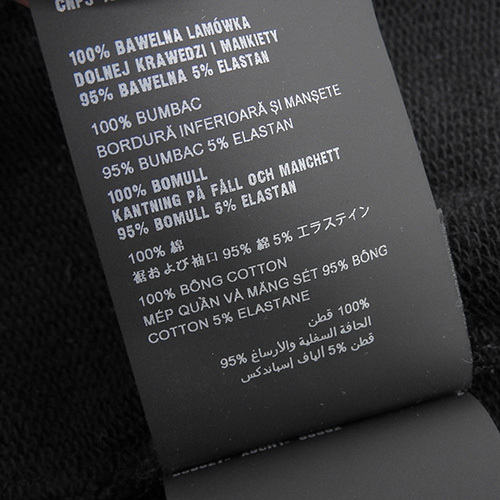 100% BAWELNA LAMÓWKA
DOLNEJ KRAWEDZI I MANKIETY
95% BAWELNA 5% ELASTAN
100% BUMBAC
BORDURĂ INFERIOARĂ ŞI MANŞETE
95% BUMBAC 5% ELASTAN
100% BOMULL
KANTNING PÅ FÅLL OCH MANCHETT
95% BOMULL 5% ELASTAN
100% 綿
裾および袖口 95% 綿 5% エラスティン
100% BÔNG COTTON
MÉP QUẦN VÀ MĂNG SÉT 95% BÔNG
COTTON 5% ELASTANE
100% قطن
الحافة السفلية والأرساغ 95%
قطن 5% ألياف إسباندكس